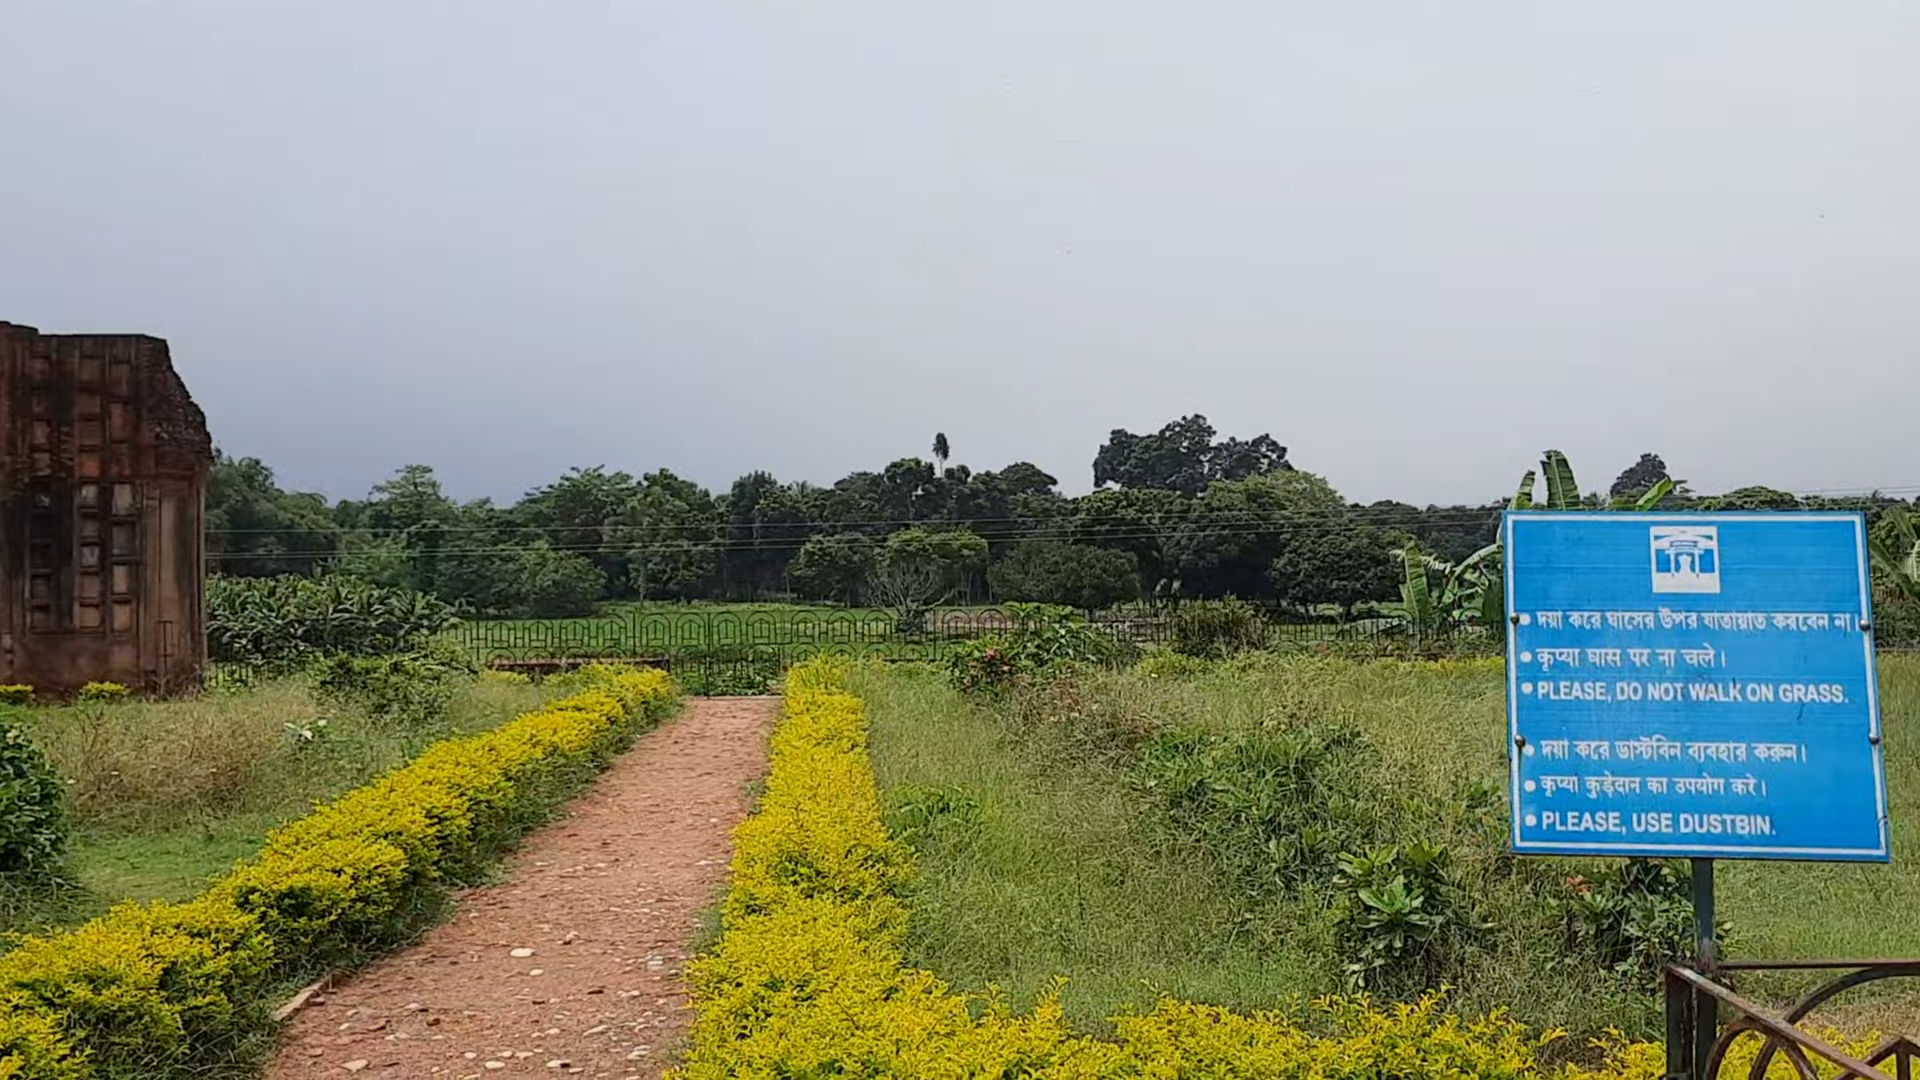 দয়া করে ঘাসের উপর যাতায়াত করবেন না।
कृप्या घास पर ना चले।
PLEASE, DO NOT WALK ON GRASS.
দয়া করে ডাস্টবিন ব্যবহার করুন।
कृप्या कुड़ेदान का उपयोग करे।
PLEASE, USE DUSTBIN.